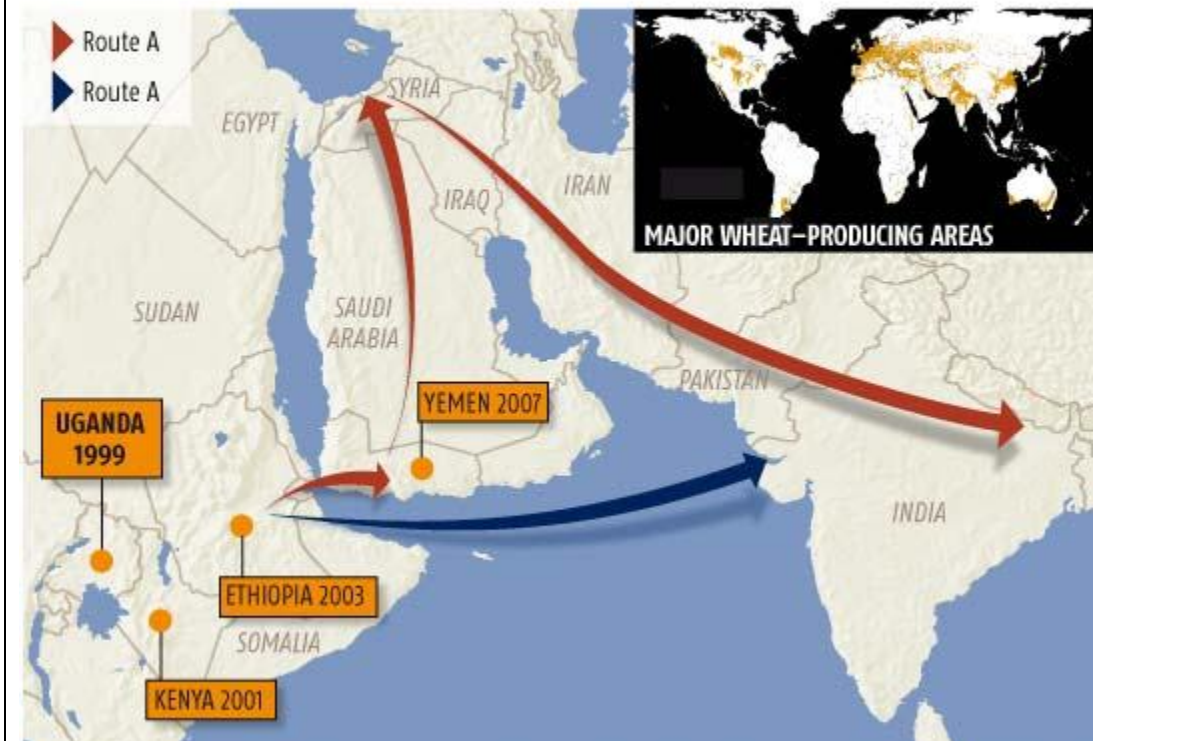 Route A
Route A
SYRIA
EGYPT
IRAQ
IRAN
MAJOR WHEAT–PRODUCING AREAS
SUDAN
SAUDI
ARABIA
PAKISTAN
YEMEN 2007
UGANDA
1999
INDIA
ETHIOPIA 2003
SOMALIA
KENYA 2001